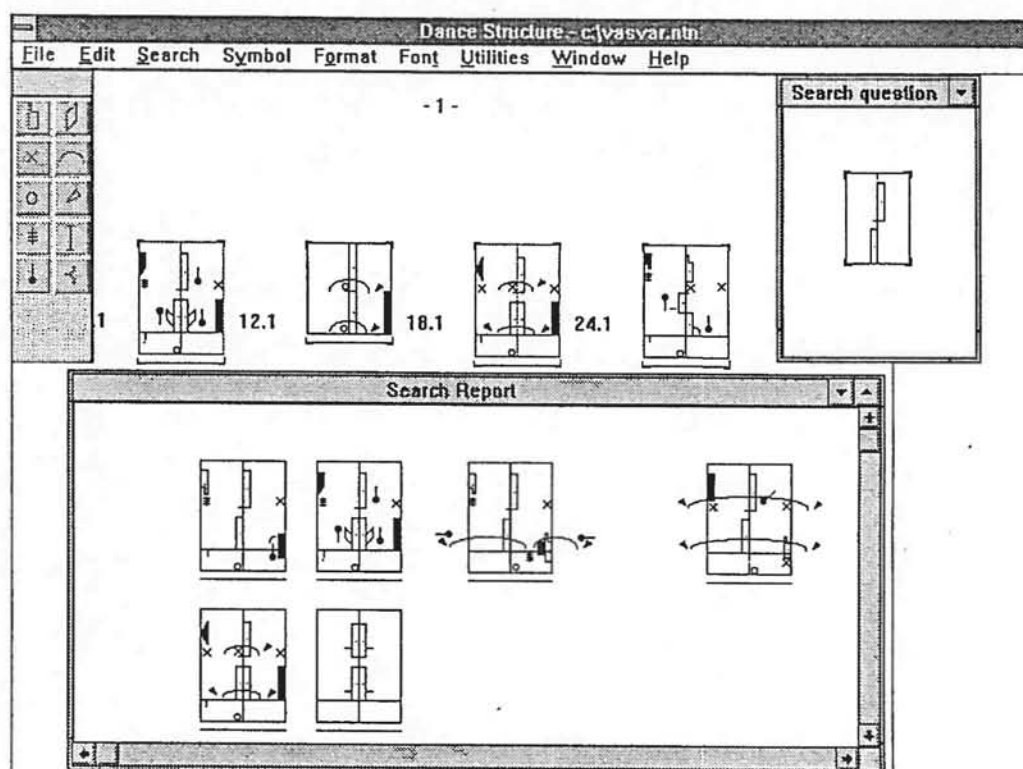 Dance Structure - c:\vasvar.ntn
File Edit Search Symbol Format Font Utilities Window Help
- 1 -
Search question
.1 12.1 18.1 24.1
Search Report